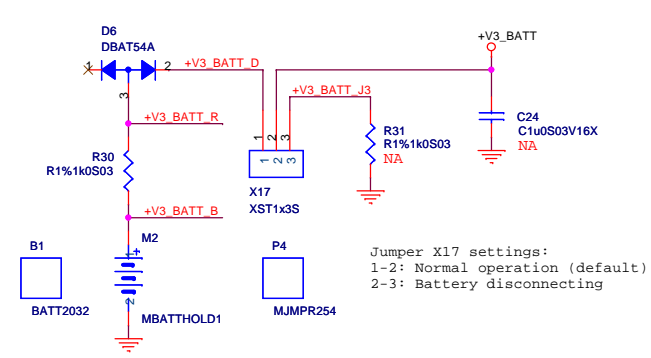 D6
DBAT54A
+V3_BATT
1
2
+V3_BATT_D
3
+V3_BATT_J3
+V3_BATT_R
1
2
3
1 2 3
R31
R1%1k0S03
NA
C24
C1u0S03V16X
NA
R30
R1%1k0S03
X17
XST1x3S
+V3_BATT_B
M2
B1
1
+
P4
Jumper X17 settings:
1-2: Normal operation (default)
2-3: Battery disconnecting
2
BATT2032
MBATTHOLD1
MJMPR254